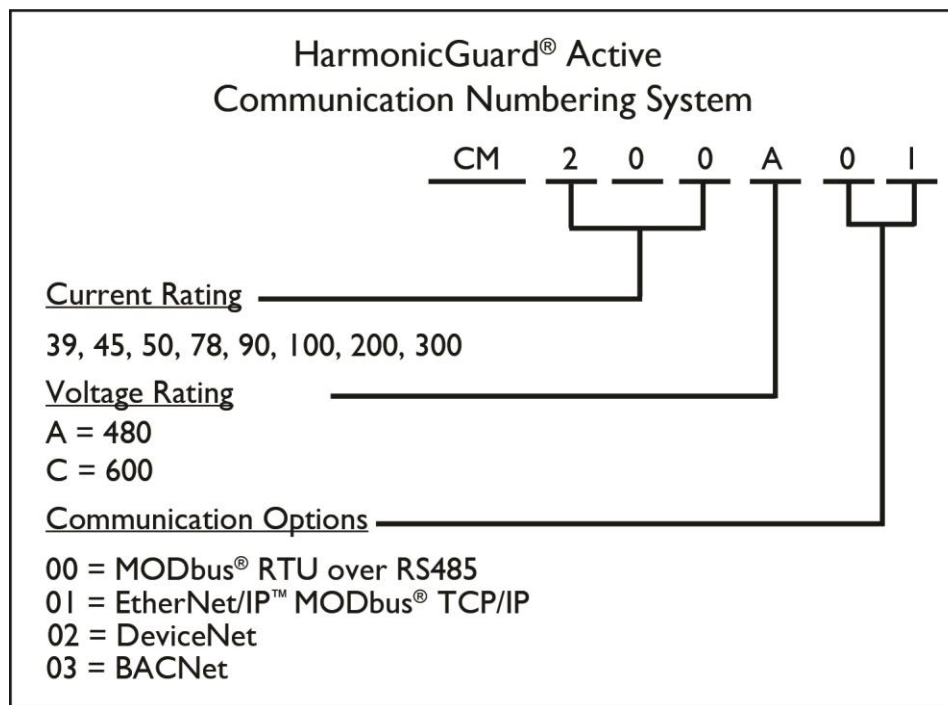 HarmonicGuard® Active
Communication Numbering System
CM 2 0 0 A 0 1
Current Rating
39, 45, 50, 78, 90, 100, 200, 300
Voltage Rating
A = 480
C = 600
Communication Options
00 = MODbus® RTU over RS485
01 = EtherNet/IP™ MODbus® TCP/IP
02 = DeviceNet
03 = BACNet